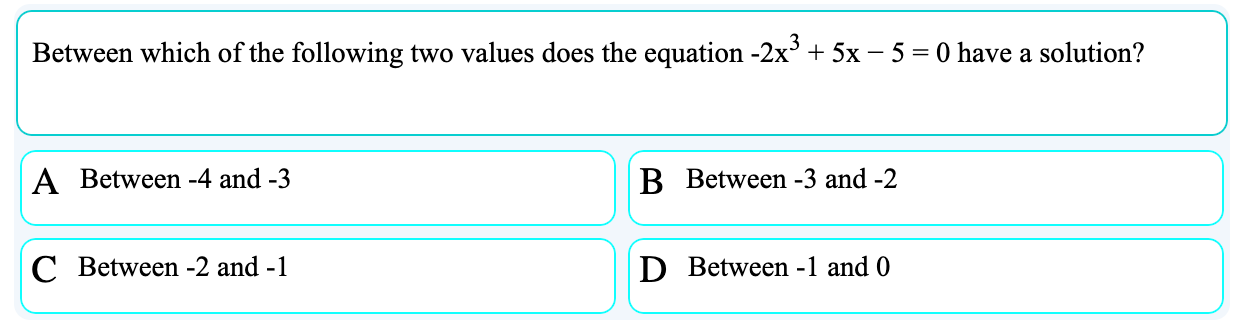 Between which of the following two values does the equation -2x³ + 5x – 5 = 0 have a solution?
A Between -4 and -3
B Between -3 and -2
C Between -2 and -1
D Between -1 and 0